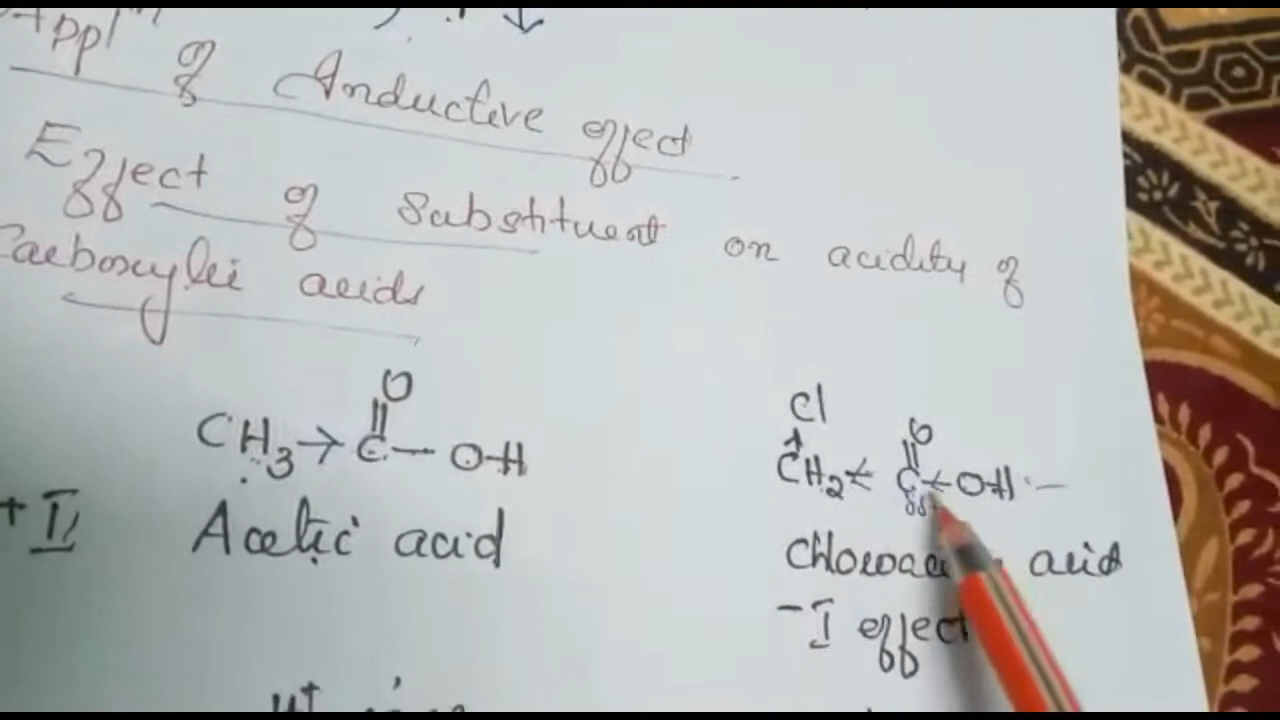 Appln of Inductive effect
Effect of Substituent on acidity of
Carboxylic acids
O
CH3→C—OH
Cl
O
CH2←C←OH
+I Acetic acid
acid
-I effect